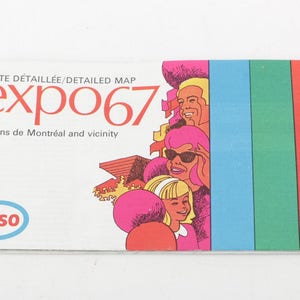 TE DÉTAILLÉE/DETAILED MAP
expo67
ns de Montréal and vicinity
so